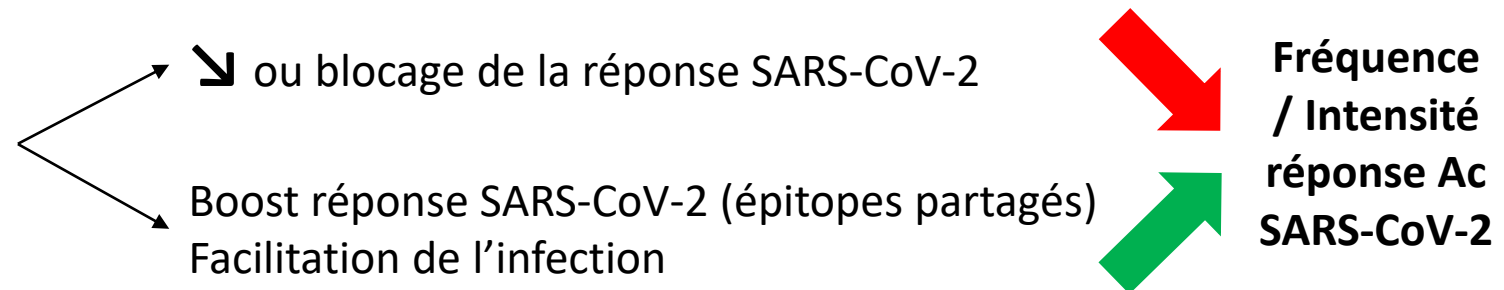 ↘ ou blocage de la réponse SARS-CoV-2
Boost réponse SARS-CoV-2 (épitopes partagés)
Facilitation de l’infection
Fréquence
/ Intensité
réponse Ac
SARS-CoV-2